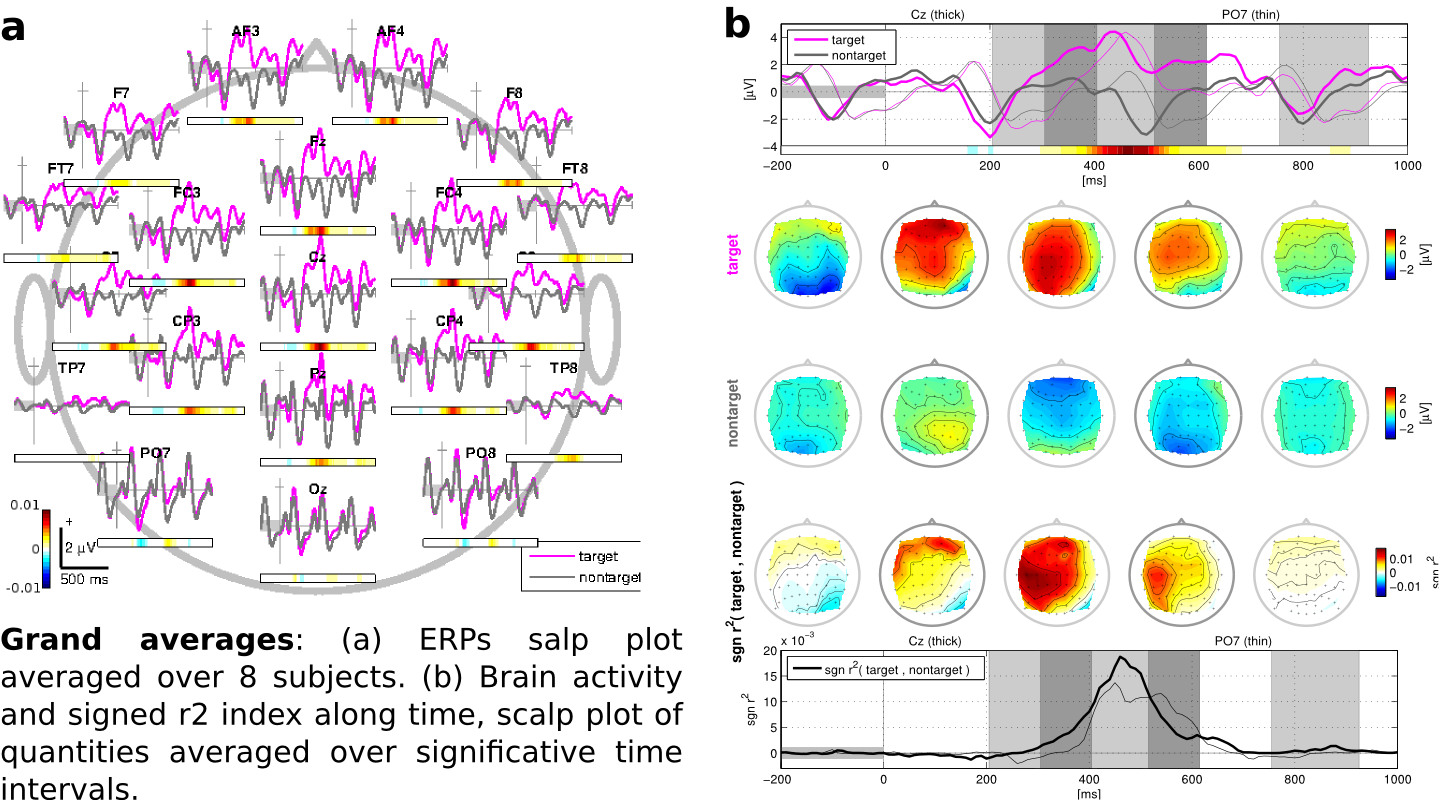 a
AF3 AF4
F7 F8
Fz
FT7 FT8
FC3 FC4
Cz
CP3 CP4
TP7 TP8
Pz
PO7 PO8
Oz
0.01
0
-0.01
+
2 µV
500 ms
target
nontarget
Grand averages: (a) ERPs salp plot
averaged over 8 subjects. (b) Brain activity
and signed r2 index along time, scalp plot of
quantities averaged over significative time
intervals.
b
Cz (thick) PO7 (thin)
target
nontarget
[µV]
4
2
0
−2
−4
−200 0 200 400 600 800 1000
[ms]
target
2
0
−2
[µV]
nontarget
2
0
−2
[µV]
sgn r2( target , nontarget )
0.01
0
−0.01
sgn r2
x 10−3
Cz (thick) PO7 (thin)
sgn r2( target , nontarget )
sgn r2
20
15
10
5
0
−200 0 200 400 600 800 1000
[ms]